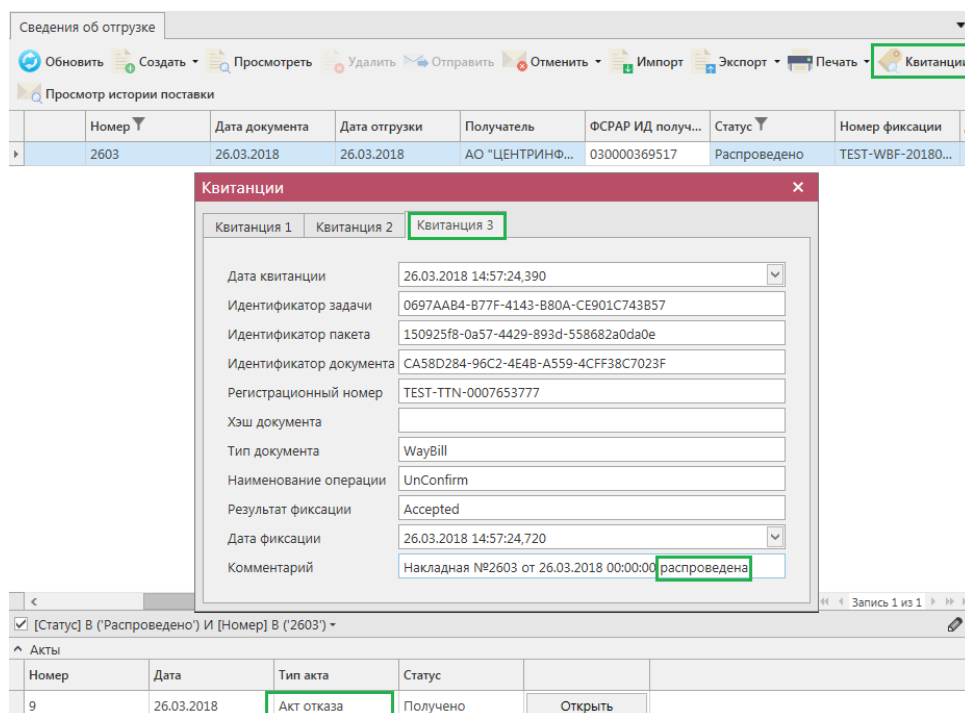 Сведения об отгрузке
Обновить Создать Просмотреть Удалить Отправить Отменить Импорт Экспорт Печать Квитанции
Просмотр истории поставки
Номер Дата документа Дата отгрузки Получатель ФСРАР ИД получ... Статус Номер фиксации
2603 26.03.2018 26.03.2018 АО "ЦЕНТРИНФ... 030000369517 Распроведено TEST-WBF-20180...
Квитанции
Квитанция 1 Квитанция 2 Квитанция 3
Дата квитанции 26.03.2018 14:57:24,390
Идентификатор задачи 0697AAB4-B77F-4143-B80A-CE901C743B57
Идентификатор пакета 150925f8-0a57-4429-893d-558682a0da0e
Идентификатор документа CA58D284-96C2-4E4B-A559-4CFF38C7023F
Регистрационный номер TEST-TTN-0007653777
Хэш документа
Тип документа WayBill
Наименование операции UnConfirm
Результат фиксации Accepted
Дата фиксации 26.03.2018 14:57:24,720
Комментарий Накладная №2603 от 26.03.2018 00:00:00 распроведена
Запись 1 из 1
[Статус] В ('Распроведено') И [Номер] В ('2603')
Акты
Номер Дата Тип акта Статус
9 26.03.2018 Акт отказа Получено Открыть